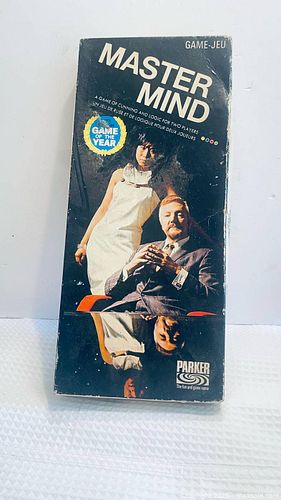 GAME-JEU
MASTER
MIND
A GAME OF CUNNING AND LOGIC FOR TWO PLAYERS
UN JEU DE RUSE ET DE LOGIQUE POUR DEUX JOUEURS
GAME
OF
THE
YEAR
PARKER